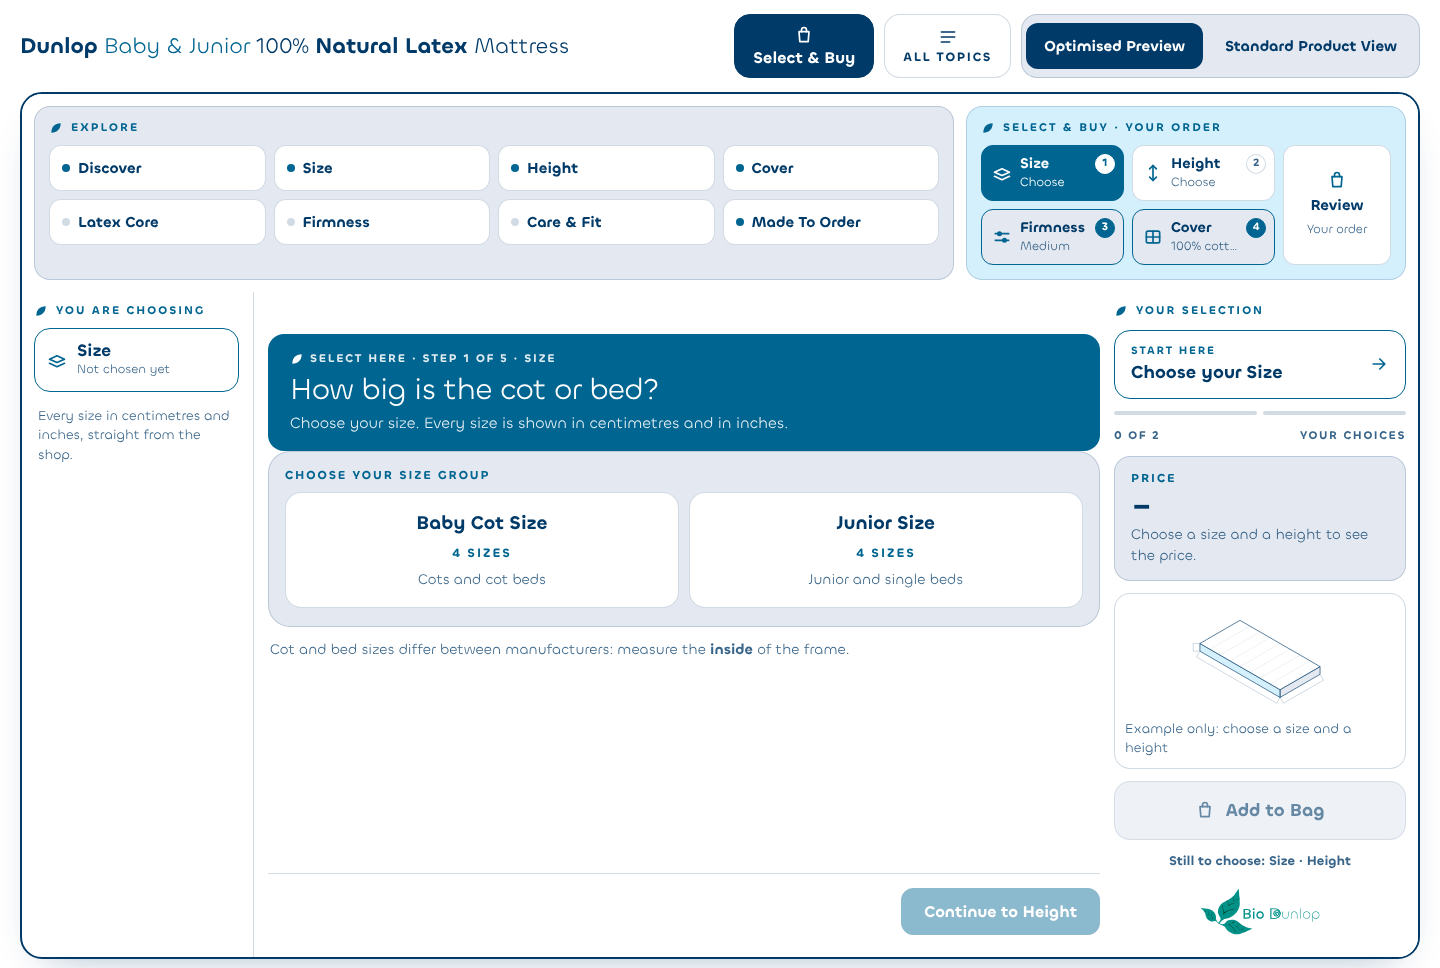 Dunlop Baby & Junior 100% Natural Latex Mattress
Select & Buy
ALL TOPICS
Optimised Preview
Standard Product View
EXPLORE
Discover
Size
Height
Cover
Latex Core
Firmness
Care & Fit
Made To Order
SELECT & BUY · YOUR ORDER
Size
Choose
1
Height
Choose
2
Firmness
Medium
3
Cover
100% cott...
4
Review
Your order
YOU ARE CHOOSING
Size
Not chosen yet
Every size in centimetres and
inches, straight from the
shop.
SELECT HERE · STEP 1 OF 5 · SIZE
How big is the cot or bed?
Choose your size. Every size is shown in centimetres and in inches.
CHOOSE YOUR SIZE GROUP
Baby Cot Size
4 SIZES
Cots and cot beds
Junior Size
4 SIZES
Junior and single beds
Cot and bed sizes differ between manufacturers: measure the inside of the frame.
Continue to Height
YOUR SELECTION
START HERE
Choose your Size
0 OF 2
YOUR CHOICES
PRICE
–
Choose a size and a height to see
the price.
Example only: choose a size and a
height
Add to Bag
Still to choose: Size · Height
Bio Dunlop